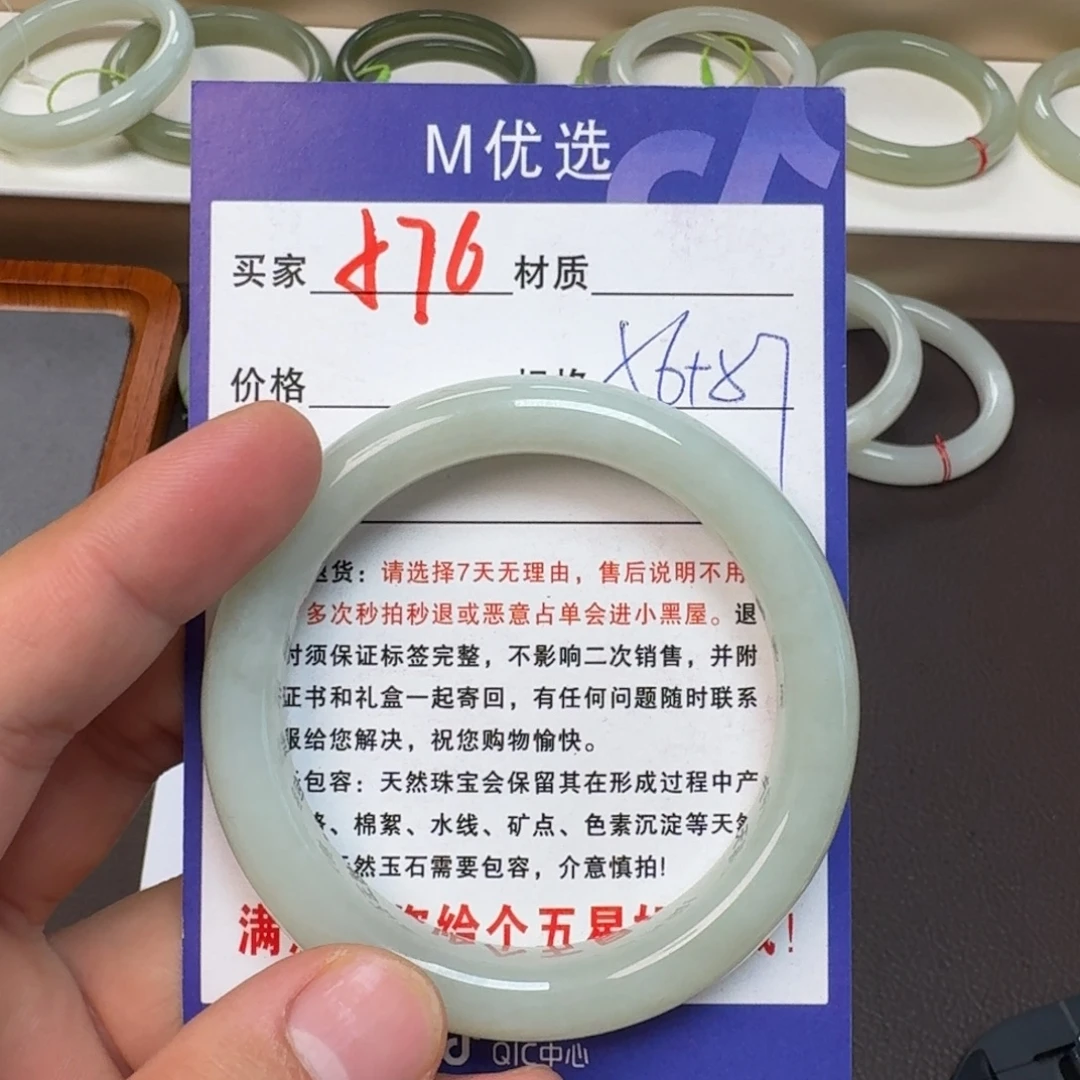 M优选
买家 876 材质
价格 规格
退货：请选择7天无理由，售后说明不用
多次秒拍秒退或恶意占单会进小黑屋。退
时须保证标签完整，不影响二次销售，并附
证书和礼盒一起寄回，有任何问题随时联系
服给您解决，祝您购物愉快。
包容：天然珠宝会保留其在形成过程中产
、棉絮、水线、矿点、色素沉淀等天然
天然玉石需要包容，介意慎拍!
满 给个五星 !
QIC中心